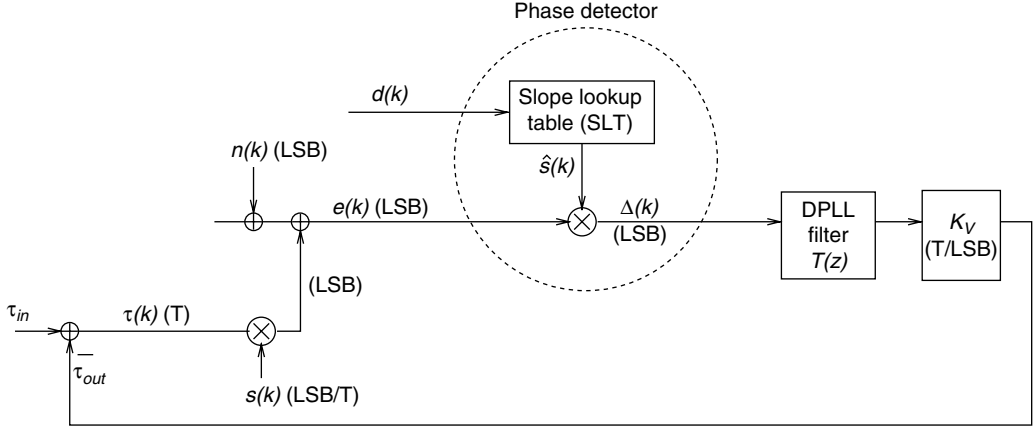 Phase detector
d(k)
Slope lookup
table (SLT)
n(k) (LSB)
ŝ(k)
e(k) (LSB)
Δ(k)
(LSB)
DPLL
filter
T(z)
K_V
(T/LSB)
(LSB)
τ_in
τ(k) (T)
−
τ_out
s(k) (LSB/T)